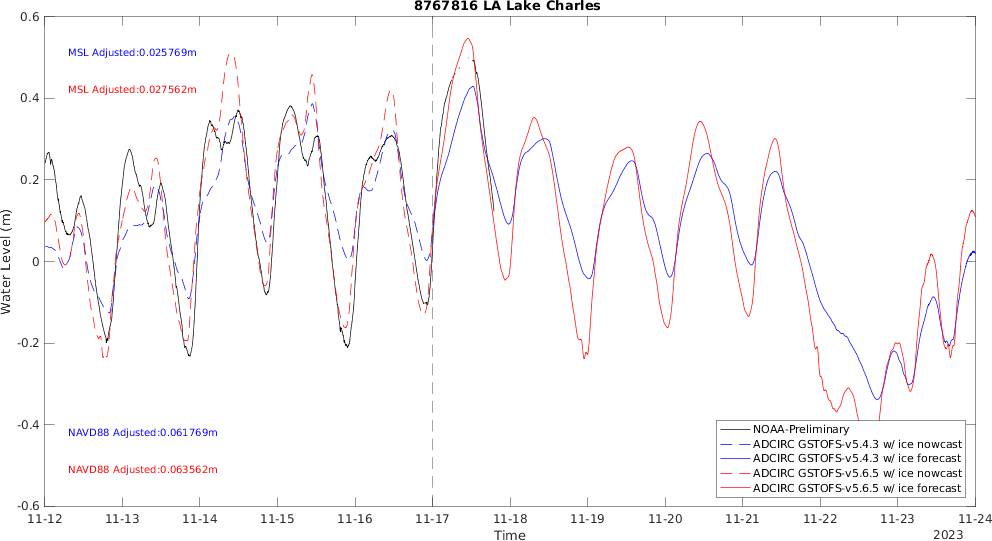 8767816 LA Lake Charles
0.6
0.4
0.2
0
-0.2
-0.4
-0.6
Water Level (m)
MSL Adjusted:0.025769m
MSL Adjusted:0.027562m
NAVD88 Adjusted:0.061769m
NAVD88 Adjusted:0.063562m
NOAA-Preliminary
ADCIRC GSTOFS-v5.4.3 w/ ice nowcast
ADCIRC GSTOFS-v5.4.3 w/ ice forecast
ADCIRC GSTOFS-v5.6.5 w/ ice nowcast
ADCIRC GSTOFS-v5.6.5 w/ ice forecast
11-12 11-13 11-14 11-15 11-16 11-17 11-18 11-19 11-20 11-21 11-22 11-23 11-24
Time
2023